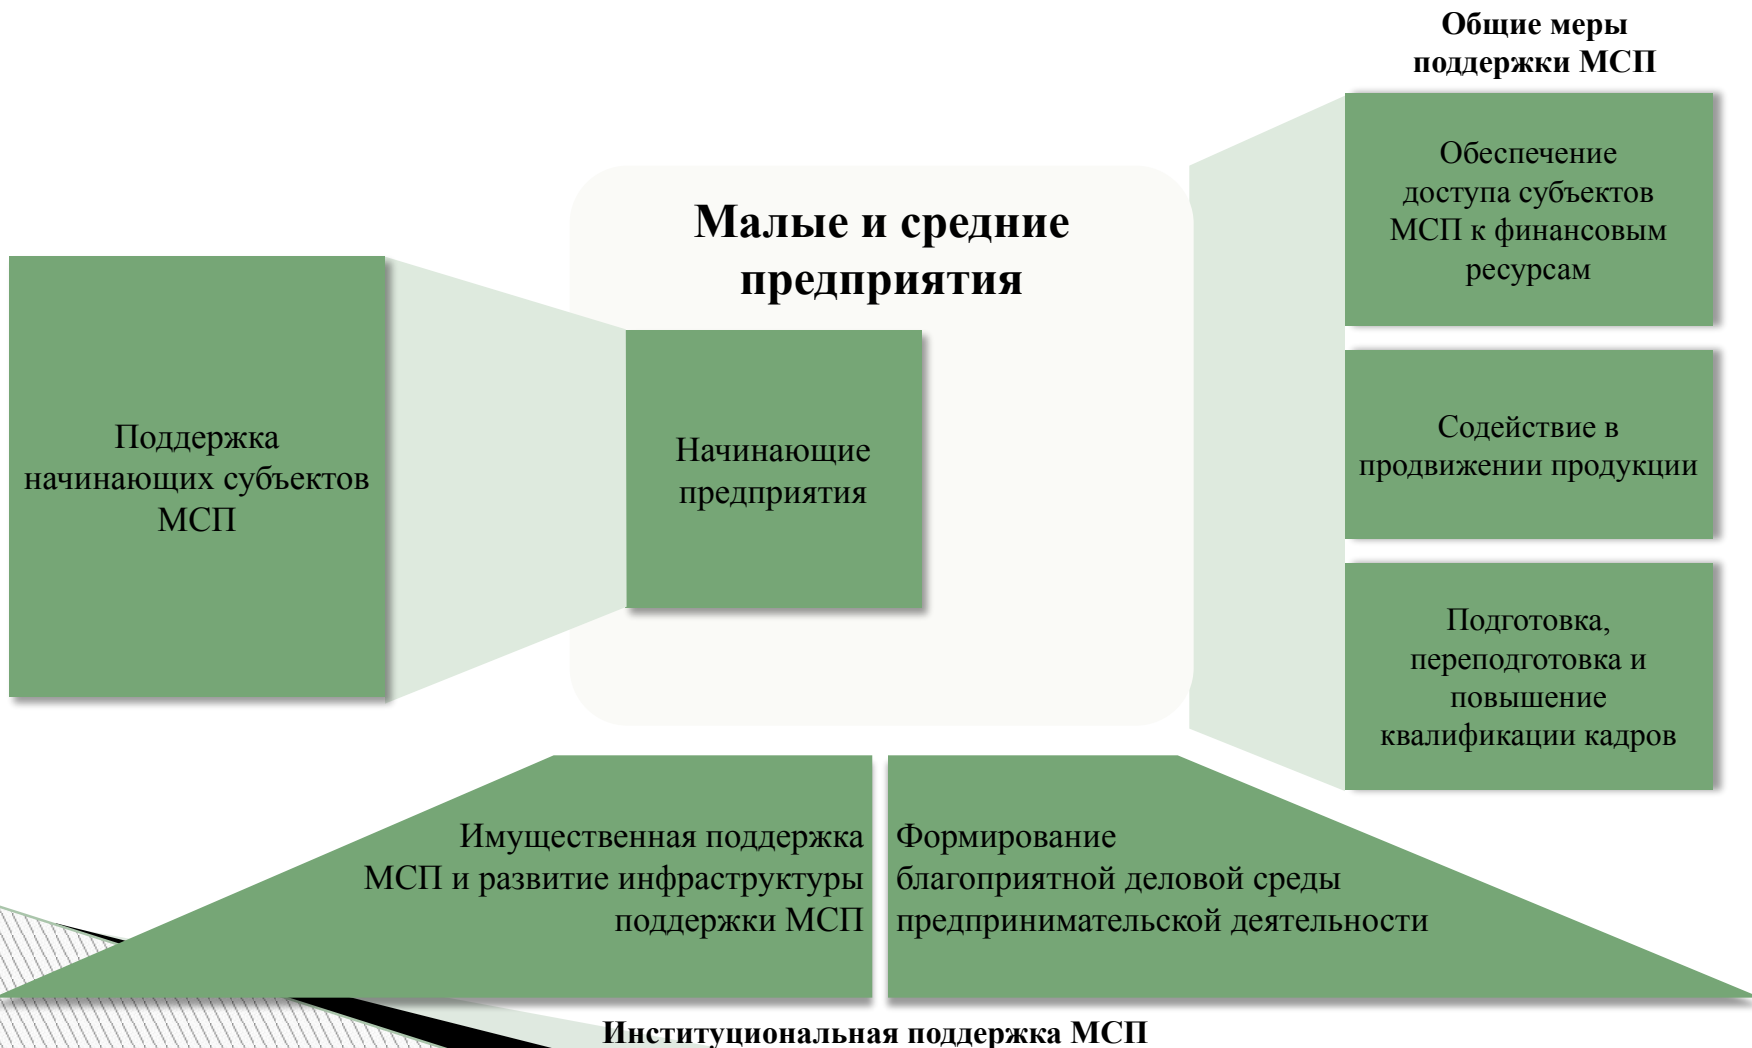 Общие меры
поддержки МСП
Обеспечение
доступа субъектов
МСП к финансовым
ресурсам
Малые и средние
предприятия
Поддержка
начинающих субъектов
МСП
Начинающие
предприятия
Содействие в
продвижении продукции
Подготовка,
переподготовка и
повышение
квалификации кадров
Имущественная поддержка
МСП и развитие инфраструктуры
поддержки МСП
Формирование
благоприятной деловой среды
предпринимательской деятельности
Институциональная поддержка МСП